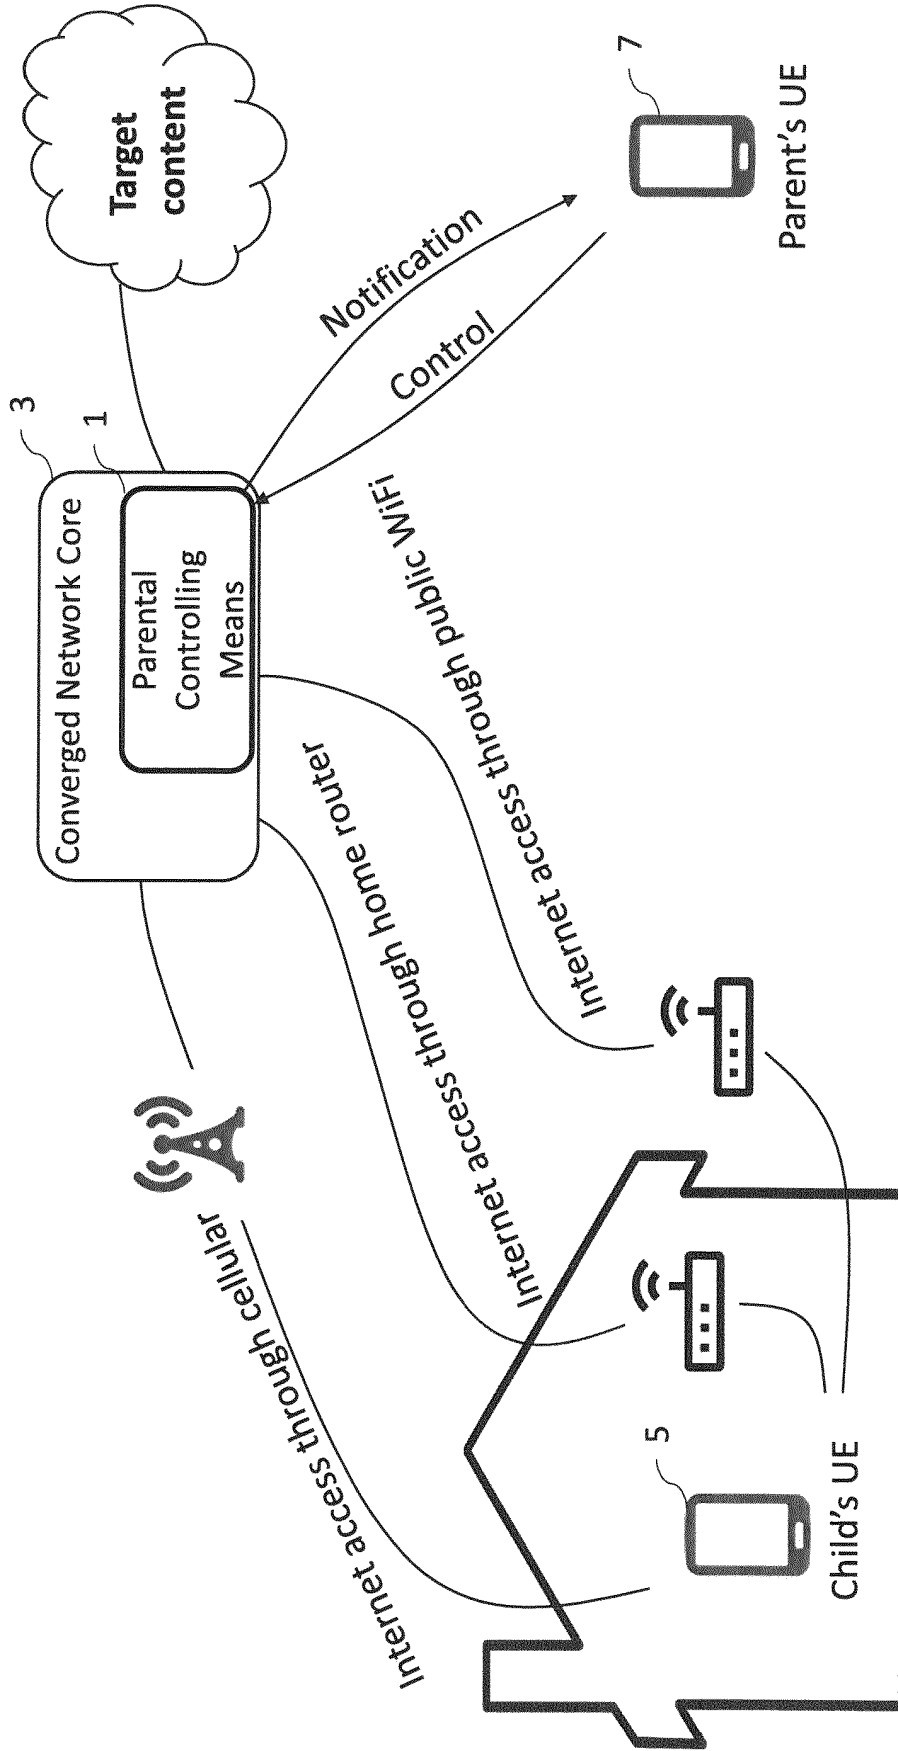 Target
content
3
Converged Network Core
1
Parental
Controlling
Means
Notification
Control
7
Parent's UE
Internet access through cellular
Internet access through home router
Internet access through public WiFi
5
Child's UE